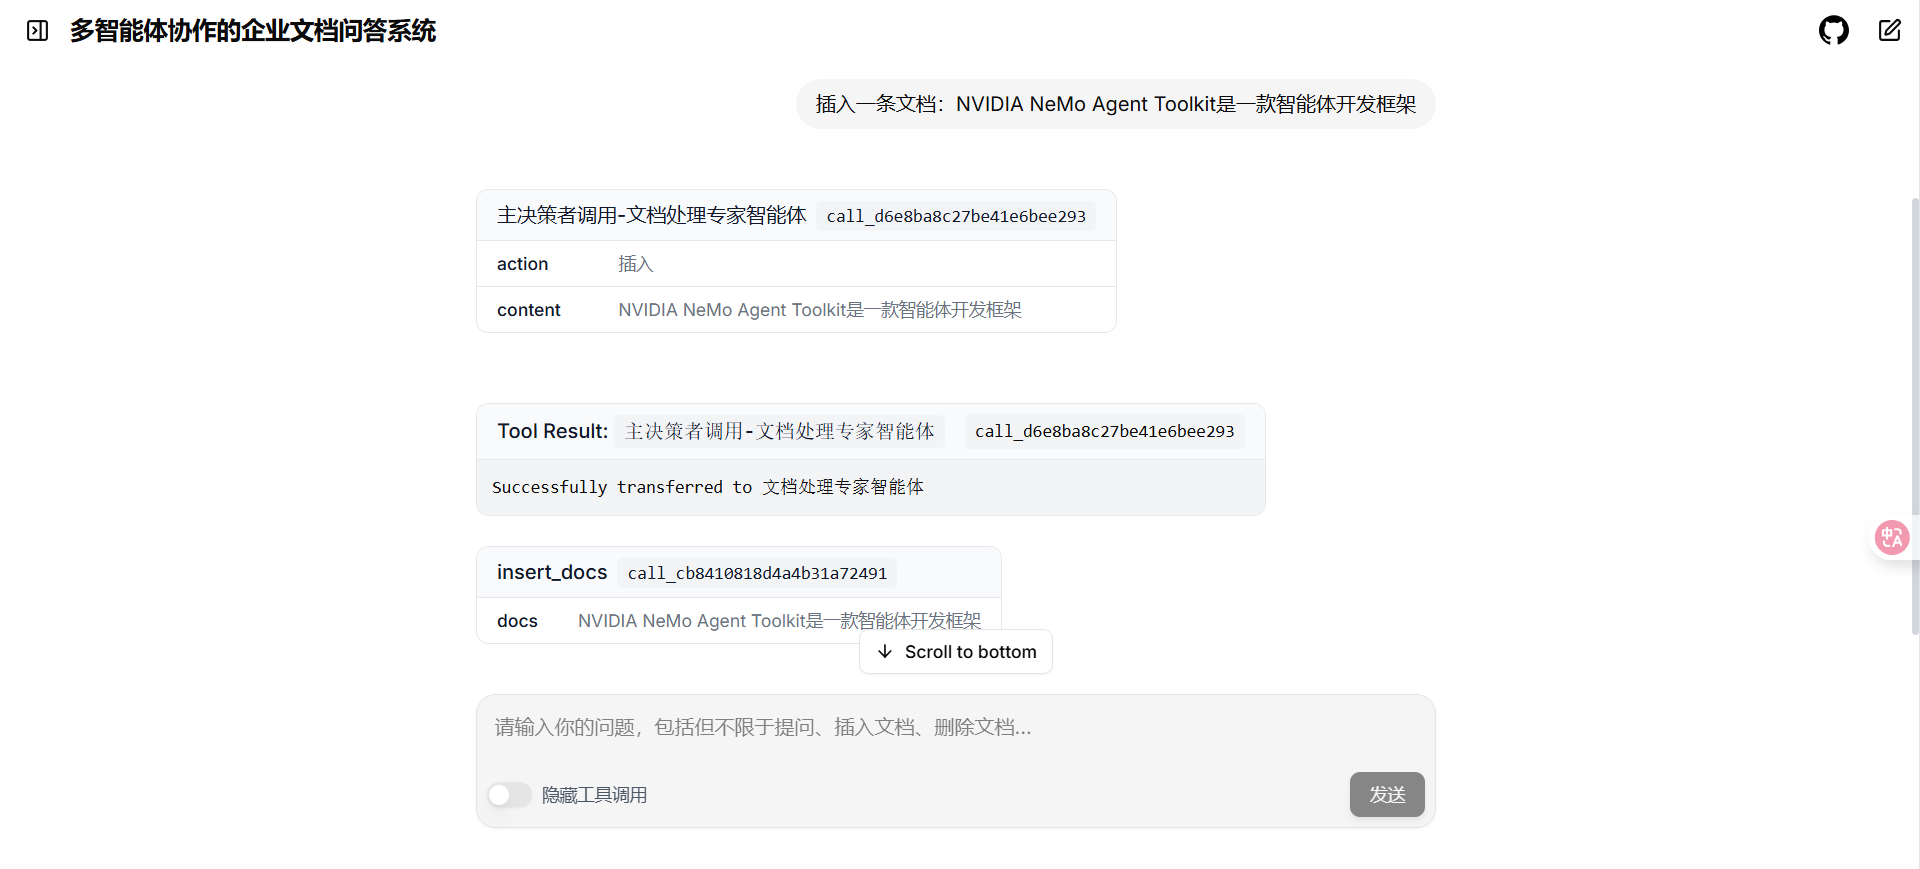 多智能体协作的企业文档问答系统
插入一条文档：NVIDIA NeMo Agent Toolkit是一款智能体开发框架
主决策者调用-文档处理专家智能体 call_d6e8ba8c27be41e6bee293
action 插入
content NVIDIA NeMo Agent Toolkit是一款智能体开发框架
Tool Result: 主决策者调用-文档处理专家智能体 call_d6e8ba8c27be41e6bee293
Successfully transferred to 文档处理专家智能体
insert_docs call_cb8410818d4a4b31a72491
docs NVIDIA NeMo Agent Toolkit是一款智能体开发框架
Scroll to bottom
请输入你的问题，包括但不限于提问、插入文档、删除文档...
隐藏工具调用
发送
中A